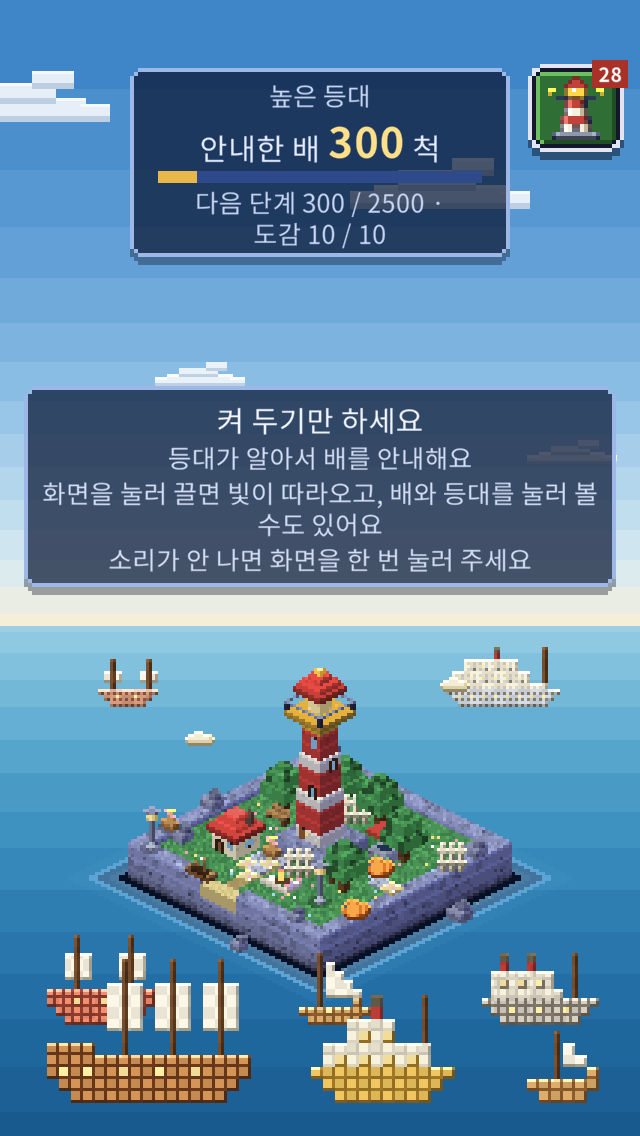 높은 등대
28
안내한 배 300 척
다음 단계 300 / 2500 ·
도감 10 / 10
켜 두기만 하세요
등대가 알아서 배를 안내해요
화면을 눌러 끌면 빛이 따라오고, 배와 등대를 눌러 볼
수도 있어요
소리가 안 나면 화면을 한 번 눌러 주세요